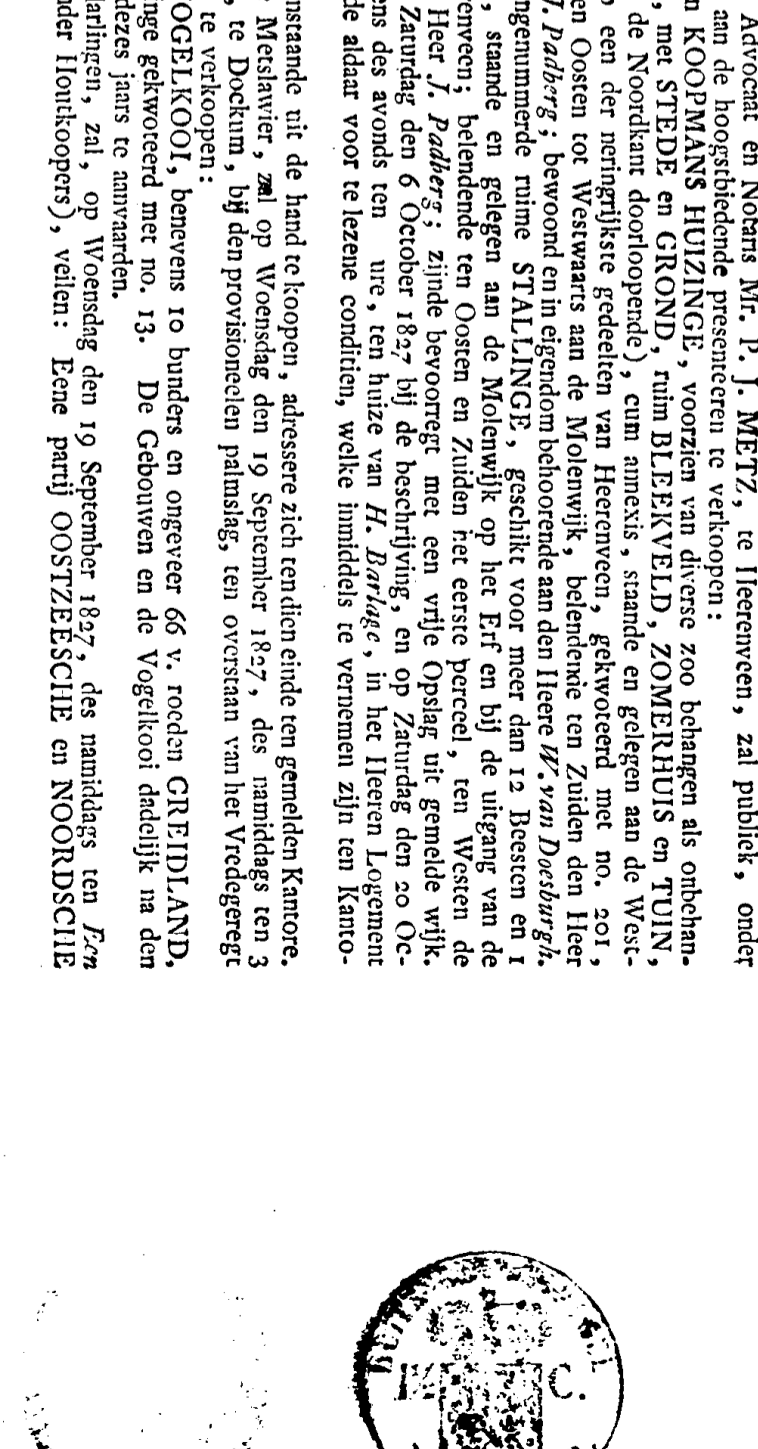 Advocaat en Notaris Mr. P. J. METZ, te Heerenveen, zal publiek, onder
aan de hoogstbiedende presenteeren te verkoopen:
n KOOPMANS HUIZINGE, voorzien van diverse zoo behangen als onbehan-
, met STEDE en GROND, ruim BLEEKVELD, ZOMERHUIS en TUIN,
de Noordkant doorloopende), cum annexis, staande en gelegen aan de West-
, een der neringrijkste gedeelten van Heerenveen, gekwoteerd met no. 201,
en Oosten tot Westwaarts aan de Molenwijk, belendende ten Zuiden den Heer
J. Padberg; bewoond en in eigendom behoorende aan den Heere W. van Doesburgh.
ngenummerde ruime STALLINGE, geschikt voor meer dan 12 Beesten en 1
, staande en gelegen aan de Molenwijk op het Erf en bij de uitgang van de
renveen; belendende ten Oosten en Zuiden het eerste perceel, ten Westen de
Heer J. Padberg; zijnde bevoorregt met een vrije Opslag uit gemelde wijk.
Zaturdag den 6 October 1827 bij de beschrijving, en op Zaturdag den 20 Oc-
ens des avonds ten ure, ten huize van H. Barlage, in het Heeren Logement
de aldaar voor te lezene conditien, welke inmiddels te vernemen zijn ten Kanto-
nstaande uit de hand te koopen, adressere zich ten dien einde ten gemelden Kantore.
Metslawier, zal op Woensdag den 19 September 1827, des namiddags ten 3
, te Dockum, bij den provisioneelen palmslag, ten overstaan van het Vredegeregt
te verkoopen:
OGELKOOI, benevens 10 bunders en ongeveer 66 v. roeden GREIDLAND,
inge gekwoteerd met no. 13. De Gebouwen en de Vogelkooi dadelijk na den
dezes jaars te aanvaarden.
arlingen, zal, op Woensdag den 19 September 1827, des namiddags ten Een
nder Houtkoopers), veilen: Eene partij OOSTZEESCHE en NOORDSCHE